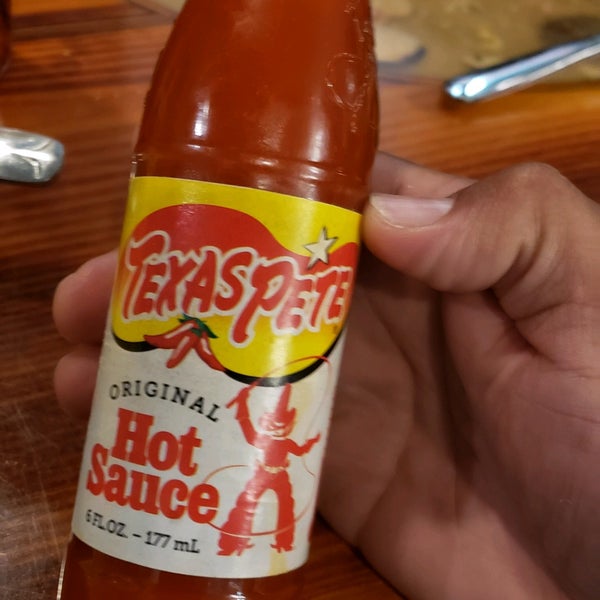 TEXAS PETE
ORIGINAL
Hot
Sauce
6 FL OZ. – 177 mL